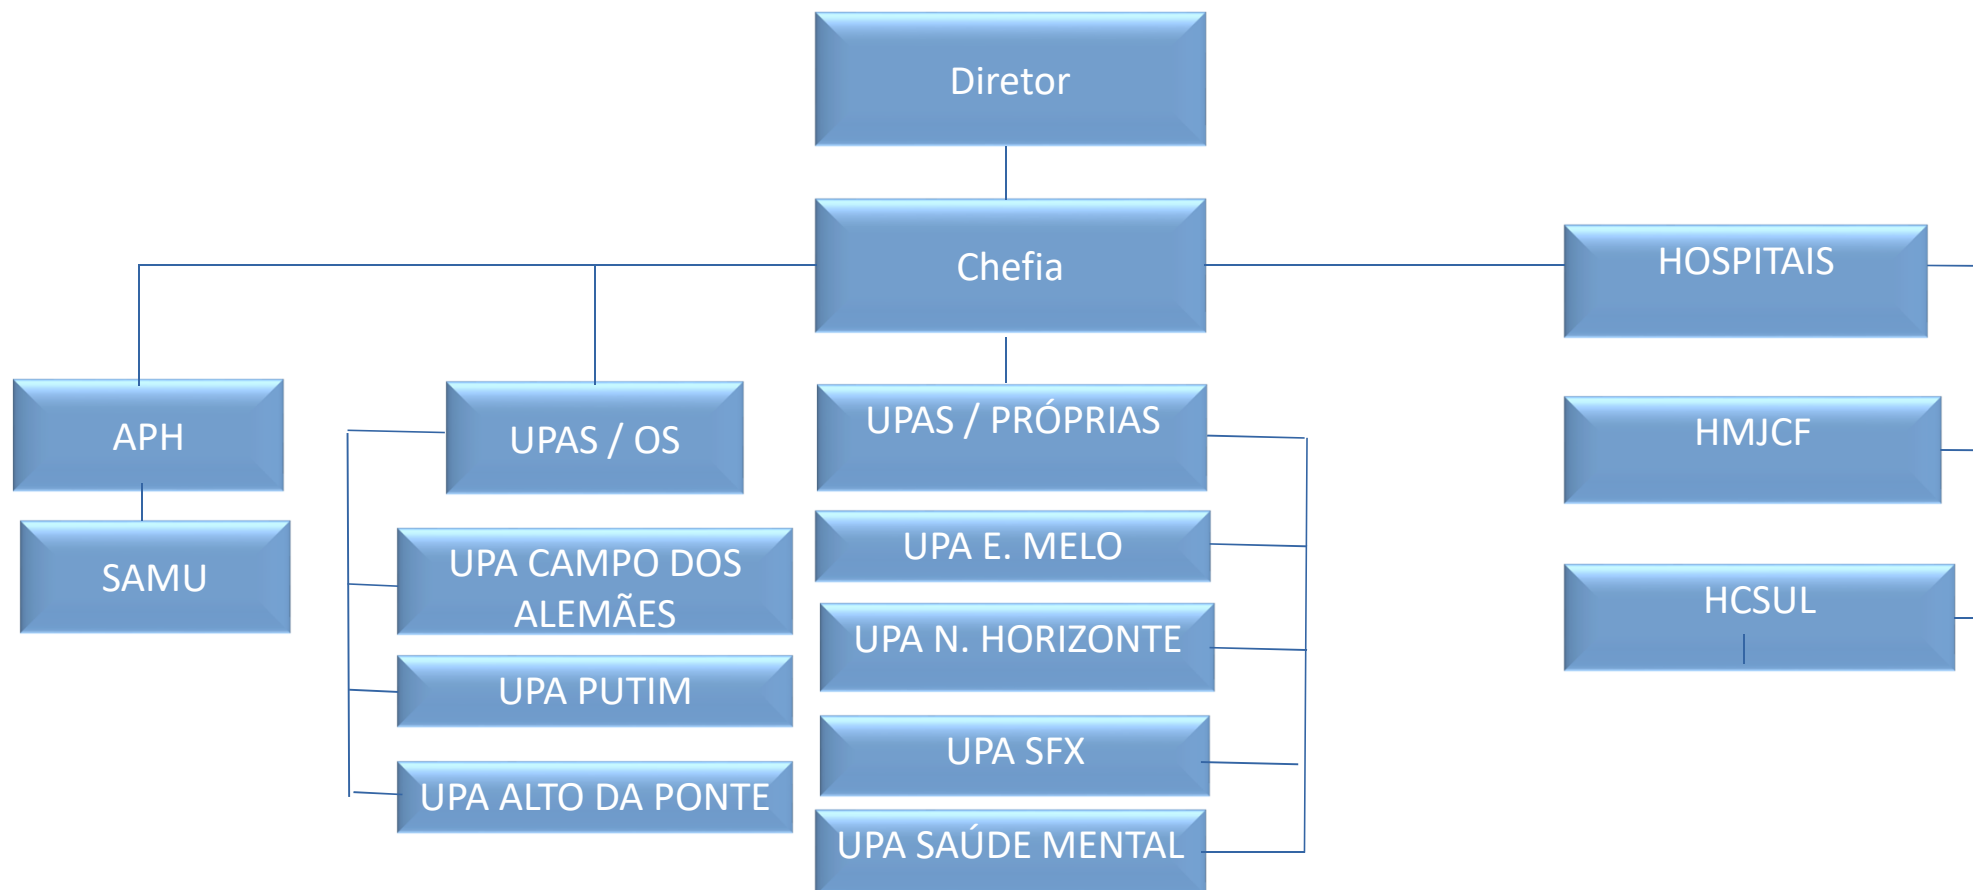 Diretor
Chefia
HOSPITAIS
APH
UPAS / OS
UPAS / PRÓPRIAS
HMJCF
SAMU
UPA CAMPO DOS
ALEMÃES
UPA E. MELO
HCSUL
UPA N. HORIZONTE
UPA PUTIM
UPA SFX
UPA ALTO DA PONTE
UPA SAÚDE MENTAL